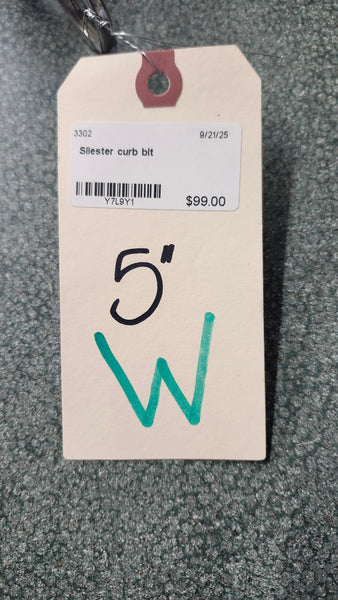 3302 9/21/25
Sliester curb bit
Y7L9Y1 $99.00
5"
W